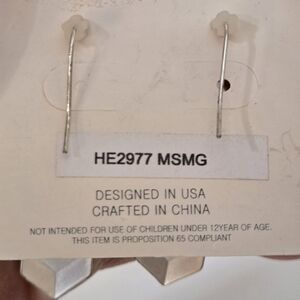 HE2977 MSMG
DESIGNED IN USA
CRAFTED IN CHINA
NOT INTENDED FOR USE OF CHILDREN UNDER 12YEAR OF AGE.
THIS ITEM IS PROPOSITION 65 COMPLIANT